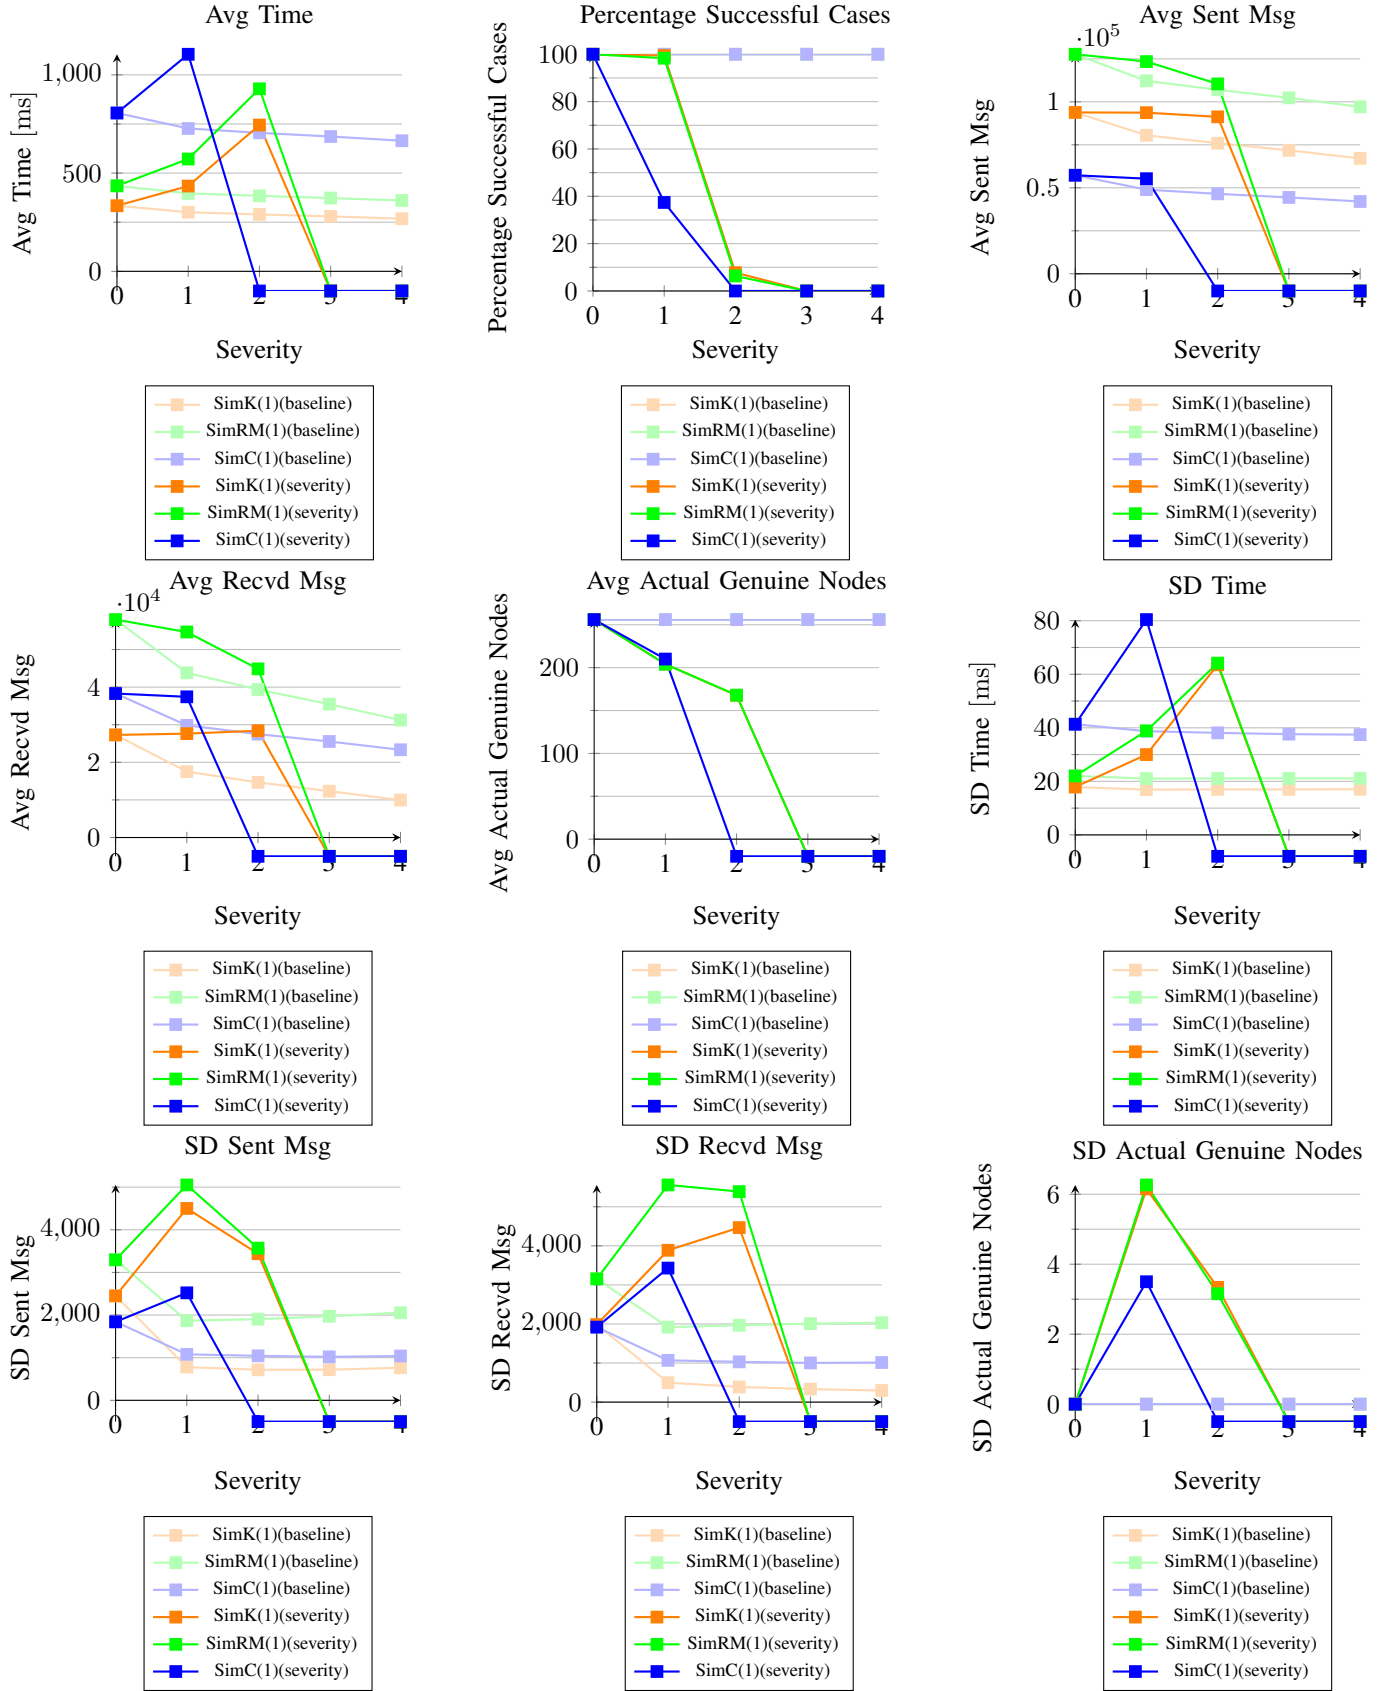 Avg Time
Avg Time [ms]
1,000
500
0
0 1 2 3 4
Severity
SimK(1)(baseline)
SimRM(1)(baseline)
SimC(1)(baseline)
SimK(1)(severity)
SimRM(1)(severity)
SimC(1)(severity)
Percentage Successful Cases
Percentage Successful Cases
100
80
60
40
20
0
0 1 2 3 4
Severity
SimK(1)(baseline)
SimRM(1)(baseline)
SimC(1)(baseline)
SimK(1)(severity)
SimRM(1)(severity)
SimC(1)(severity)
Avg Sent Msg
·10^5
Avg Sent Msg
1
0.5
0
0 1 2 3 4
Severity
SimK(1)(baseline)
SimRM(1)(baseline)
SimC(1)(baseline)
SimK(1)(severity)
SimRM(1)(severity)
SimC(1)(severity)
Avg Recvd Msg
·10^4
Avg Recvd Msg
4
2
0
0 1 2 3 4
Severity
SimK(1)(baseline)
SimRM(1)(baseline)
SimC(1)(baseline)
SimK(1)(severity)
SimRM(1)(severity)
SimC(1)(severity)
Avg Actual Genuine Nodes
Avg Actual Genuine Nodes
200
100
0
0 1 2 3 4
Severity
SimK(1)(baseline)
SimRM(1)(baseline)
SimC(1)(baseline)
SimK(1)(severity)
SimRM(1)(severity)
SimC(1)(severity)
SD Time
SD Time [ms]
80
60
40
20
0
0 1 2 3 4
Severity
SimK(1)(baseline)
SimRM(1)(baseline)
SimC(1)(baseline)
SimK(1)(severity)
SimRM(1)(severity)
SimC(1)(severity)
SD Sent Msg
SD Sent Msg
4,000
2,000
0
0 1 2 3 4
Severity
SimK(1)(baseline)
SimRM(1)(baseline)
SimC(1)(baseline)
SimK(1)(severity)
SimRM(1)(severity)
SimC(1)(severity)
SD Recvd Msg
SD Recvd Msg
4,000
2,000
0
0 1 2 3 4
Severity
SimK(1)(baseline)
SimRM(1)(baseline)
SimC(1)(baseline)
SimK(1)(severity)
SimRM(1)(severity)
SimC(1)(severity)
SD Actual Genuine Nodes
SD Actual Genuine Nodes
6
4
2
0
0 1 2 3 4
Severity
SimK(1)(baseline)
SimRM(1)(baseline)
SimC(1)(baseline)
SimK(1)(severity)
SimRM(1)(severity)
SimC(1)(severity)